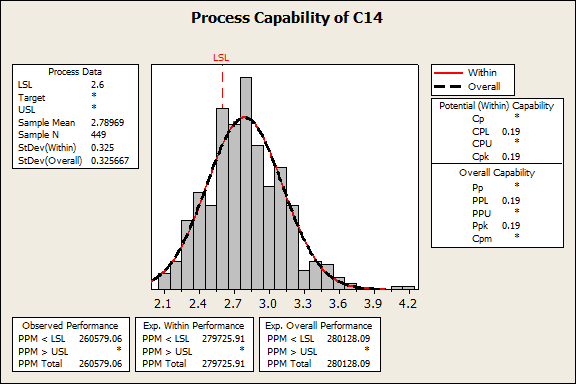 Process Capability of C14
LSL
Process Data
LSL 2.6
Target *
USL *
Sample Mean 2.78969
Sample N 449
StDev(Within) 0.325
StDev(Overall) 0.325667
Within
Overall
Potential (Within) Capability
Cp *
CPL 0.19
CPU *
Cpk 0.19
Overall Capability
Pp *
PPL 0.19
PPU *
Ppk 0.19
Cpm *
2.1 2.4 2.7 3.0 3.3 3.6 3.9 4.2
Observed Performance
PPM < LSL 260579.06
PPM > USL *
PPM Total 260579.06
Exp. Within Performance
PPM < LSL 279725.91
PPM > USL *
PPM Total 279725.91
Exp. Overall Performance
PPM < LSL 280128.09
PPM > USL *
PPM Total 280128.09